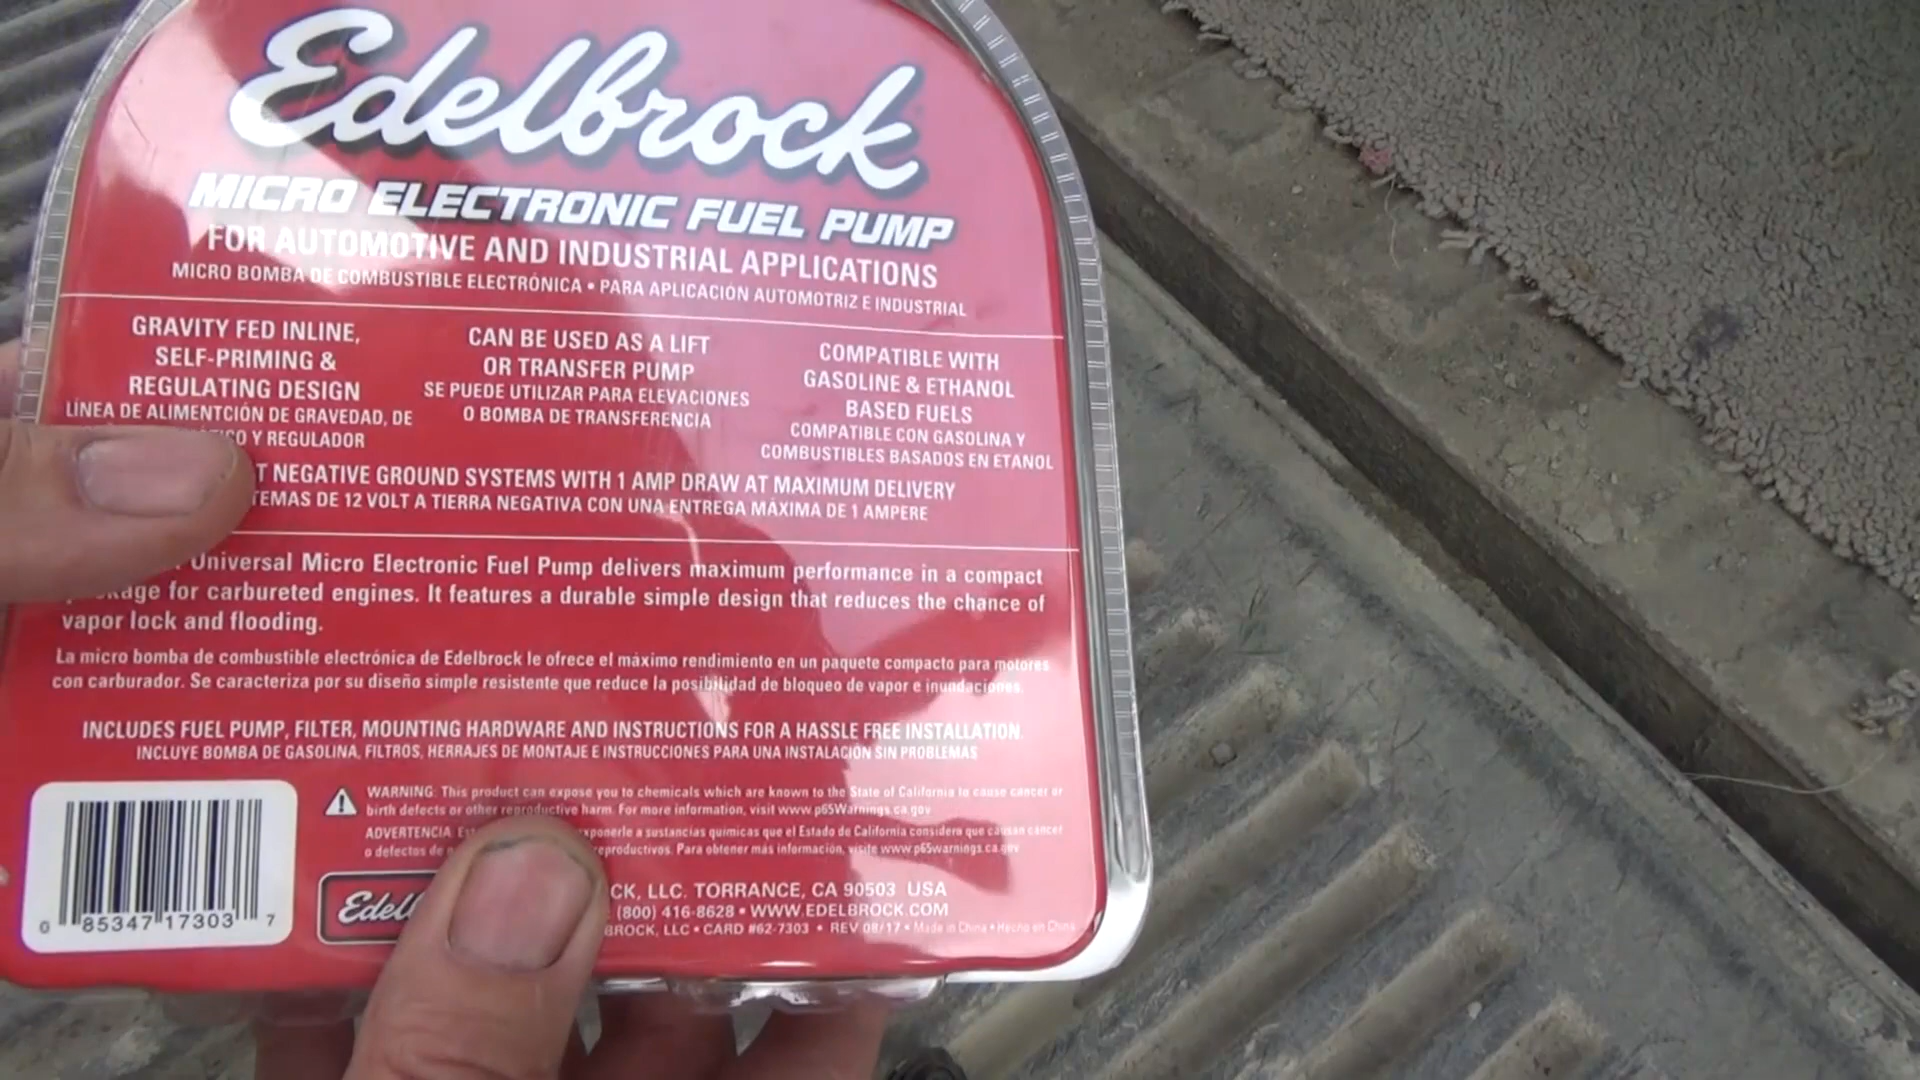 Edelbrock
MICRO ELECTRONIC FUEL PUMP
FOR AUTOMOTIVE AND INDUSTRIAL APPLICATIONS
MICRO BOMBA DE COMBUSTIBLE ELECTRÓNICA • PARA APLICACIÓN AUTOMOTRIZ E INDUSTRIAL
GRAVITY FED INLINE,
SELF-PRIMING &
REGULATING DESIGN
LÍNEA DE ALIMENTCIÓN DE GRAVEDAD, DE
Y REGULADOR
CAN BE USED AS A LIFT
OR TRANSFER PUMP
SE PUEDE UTILIZAR PARA ELEVACIONES
O BOMBA DE TRANSFERENCIA
COMPATIBLE WITH
GASOLINE & ETHANOL
BASED FUELS
COMPATIBLE CON GASOLINA Y
COMBUSTIBLES BASADOS EN ETANOL
NEGATIVE GROUND SYSTEMS WITH 1 AMP DRAW AT MAXIMUM DELIVERY
TEMAS DE 12 VOLT A TIERRA NEGATIVA CON UNA ENTREGA MÁXIMA DE 1 AMPERE
Universal Micro Electronic Fuel Pump delivers maximum performance in a compact
kage for carbureted engines. It features a durable simple design that reduces the chance of
vapor lock and flooding.
La micro bomba de combustible electrónica de Edelbrock le ofrece el máximo rendimiento en un paquete compacto para motores
con carburador. Se caracteriza por su diseño simple resistente que reduce la posibilidad de bloqueo de vapor e inundaciones.
INCLUDES FUEL PUMP, FILTER, MOUNTING HARDWARE AND INSTRUCTIONS FOR A HASSLE FREE INSTALLATION.
INCLUYE BOMBA DE GASOLINA, FILTROS, HERRAJES DE MONTAJE E INSTRUCCIONES PARA UNA INSTALACIÓN SIN PROBLEMAS
WARNING: This product can expose you to chemicals which are known to the State of California to cause cancer or
birth defects or other reproductive harm. For more information, visit www.p65Warnings.ca.gov
ADVERTENCIA Es xponerle a sustancias químicas que el Estado de California considera que causan cáncer
o defectos de eproductivos. Para obtener más información, visite www.p65warnings.ca.gov
0 85347 17303 7
Edel
CK, LLC. TORRANCE, CA 90503 USA
(800) 416-8628 • WWW.EDELBROCK.COM
BROCK, LLC • CARD #62-7303 • REV 08/17 • Made in China • Hecho en China